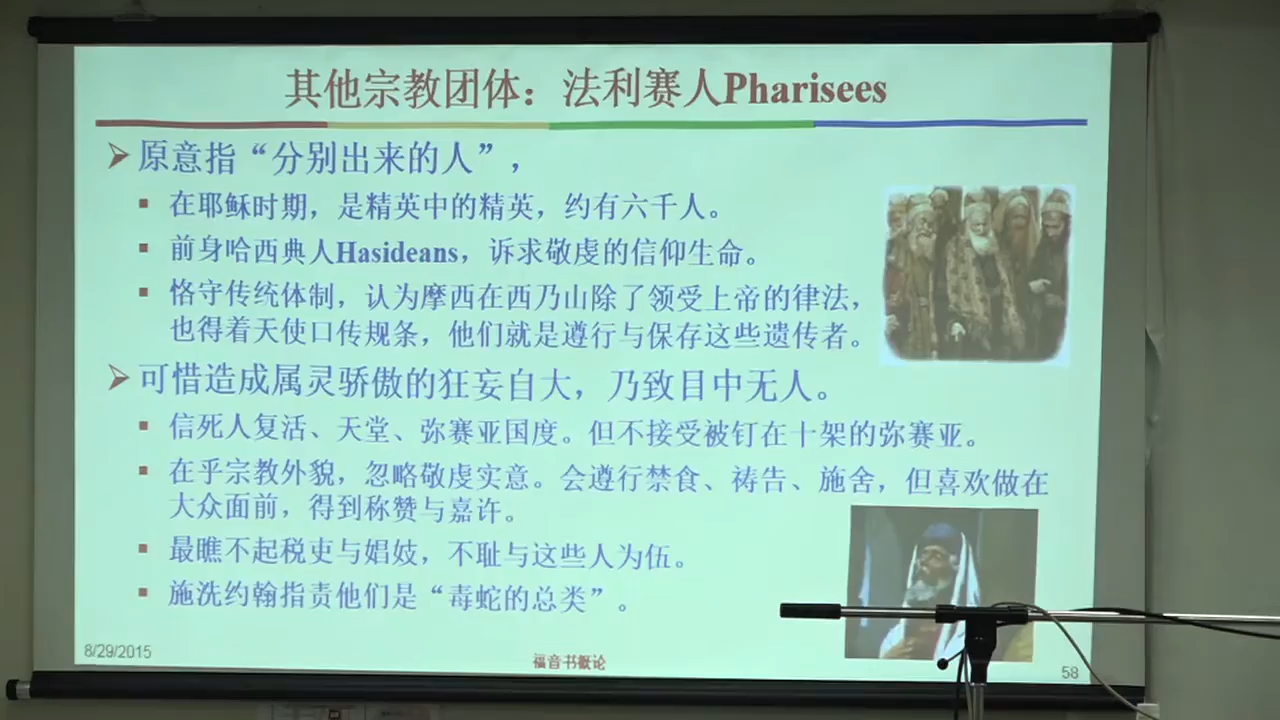 其他宗教团体：法利赛人Pharisees
原意指“分别出来的人”，
在耶稣时期，是精英中的精英，约有六千人。
前身哈西典人Hasideans，诉求敬虔的信仰生命。
恪守传统体制，认为摩西在西乃山除了领受上帝的律法，
也得着天使口传规条，他们就是遵行与保存这些遗传者。
可惜造成属灵骄傲的狂妄自大，乃致目中无人。
信死人复活、天堂、弥赛亚国度。但不接受被钉在十架的弥赛亚。
在乎宗教外貌，忽略敬虔实意。会遵行禁食、祷告、施舍，但喜欢做在
大众面前，得到称赞与嘉许。
最瞧不起税吏与娼妓，不耻与这些人为伍。
施洗约翰指责他们是“毒蛇的总类”。
8/29/2015
福音书概论
58